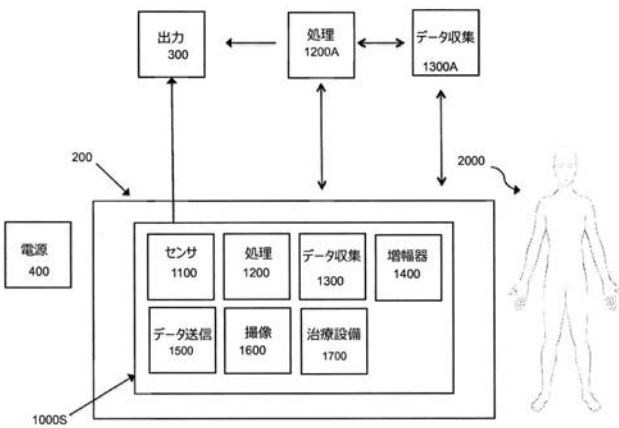 出力
300
処理
1200A
データ収集
1300A
200
2000
電源
400
センサ
1100
処理
1200
データ収集
1300
増幅器
1400
データ送信
1500
撮像
1600
治療設備
1700
1000S